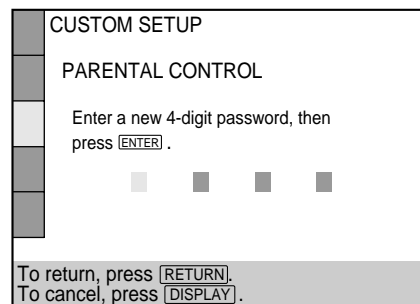 CUSTOM SETUP
PARENTAL CONTROL
Enter a new 4-digit password, then
press ENTER .
To return, press RETURN.
To cancel, press DISPLAY .